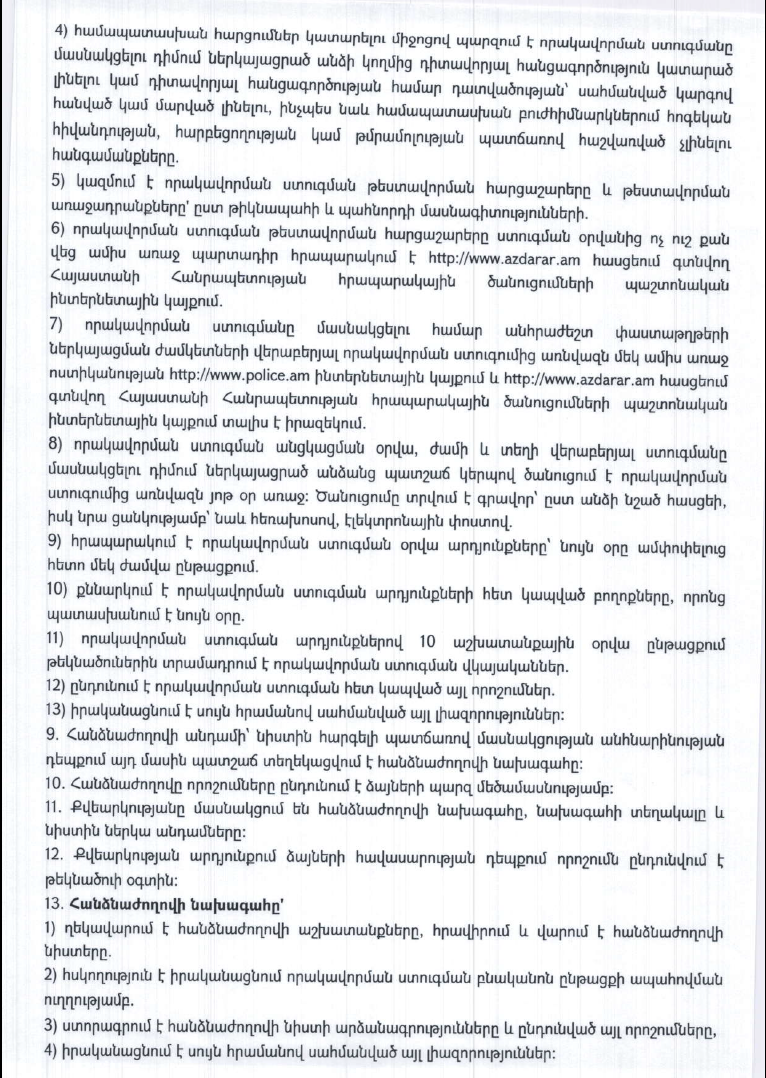 4) համապատասխան հարցումներ կատարելու միջոցով պարզում է որակավորման ստուգմանը
մասնակցելու դիմում ներկայացրած անձի կողմից դիտավորյալ հանցագործություն կատարած
լինելու կամ դիտավորյալ հանցագործության համար դատվածության՝ սահմանված կարգով
հանված կամ մարված լինելու, ինչպես նաև համապատասխան բուժհիմնարկներում հոգեկան
հիվանդության, հարբեցողության կամ թմրամոլության պատճառով հաշվառված չլինելու
հանգամանքները.
5) կազմում է որակավորման ստուգման թեստավորման հարցաշարերը և թեստավորման
առաջադրանքները՝ ըստ թիկնապահի և պահնորդի մասնագիտությունների.
6) որակավորման ստուգման թեստավորման հարցաշարերը ստուգման օրվանից ոչ ուշ քան
վեց ամիս առաջ պարտադիր հրապարակում է http://www.azdarar.am հասցեում գտնվող
Հայաստանի Հանրապետության հրապարակային ծանուցումների պաշտոնական
ինտերնետային կայքում.
7) որակավորման ստուգմանը մասնակցելու համար անհրաժեշտ փաստաթղթերի
ներկայացման ժամկետների վերաբերյալ որակավորման ստուգումից առնվազն մեկ ամիս առաջ
ոստիկանության http://www.police.am ինտերնետային կայքում և http://www.azdarar.am հասցեում
գտնվող Հայաստանի Հանրապետության հրապարակային ծանուցումների պաշտոնական
ինտերնետային կայքում տալիս է իրազեկում.
8) որակավորման ստուգման անցկացման օրվա, ժամի և տեղի վերաբերյալ ստուգմանը
մասնակցելու դիմում ներկայացրած անձանց պատշաճ կերպով ծանուցում է որակավորման
ստուգումից առնվազն յոթ օր առաջ: Ծանուցումը տրվում է գրավոր՝ ըստ անձի նշած հասցեի,
իսկ նրա ցանկությամբ՝ նաև հեռախոսով, էլեկտրոնային փոստով.
9) հրապարակում է որակավորման ստուգման օրվա արդյունքները՝ նույն օրը ամփոփելուց
հետո մեկ ժամվա ընթացքում.
10) քննարկում է որակավորման ստուգման արդյունքների հետ կապված բողոքները, որոնց
պատասխանում է նույն օրը.
11) որակավորման ստուգման արդյունքներով 10 աշխատանքային օրվա ընթացքում
թեկնածուներին տրամադրում է որակավորման ստուգման վկայականներ.
12) ընդունում է որակավորման ստուգման հետ կապված այլ որոշումներ.
13) իրականացնում է սույն հրամանով սահմանված այլ լիազորություններ:
9. Հանձնաժողովի անդամի՝ նիստին հարգելի պատճառով մասնակցության անհնարինության
դեպքում այդ մասին պատշաճ տեղեկացվում է հանձնաժողովի նախագահը:
10. Հանձնաժողովը որոշումները ընդունում է ձայների պարզ մեծամասնությամբ:
11. Քվեարկությանը մասնակցում են հանձնաժողովի նախագահը, նախագահի տեղակալը և
նիստին ներկա անդամները:
12. Քվեարկության արդյունքում ձայների հավասարության դեպքում որոշումն ընդունվում է
թեկնածուի օգտին:
13. Հանձնաժողովի նախագահը՝
1) ղեկավարում է հանձնաժողովի աշխատանքները, հրավիրում և վարում է հանձնաժողովի
նիստերը.
2) հսկողություն է իրականացնում որակավորման ստուգման բնականոն ընթացքի ապահովման
ուղղությամբ.
3) ստորագրում է հանձնաժողովի նիստի արձանագրությունները և ընդունված այլ որոշումները,
4) իրականացնում է սույն հրամանով սահմանված այլ լիազորություններ: